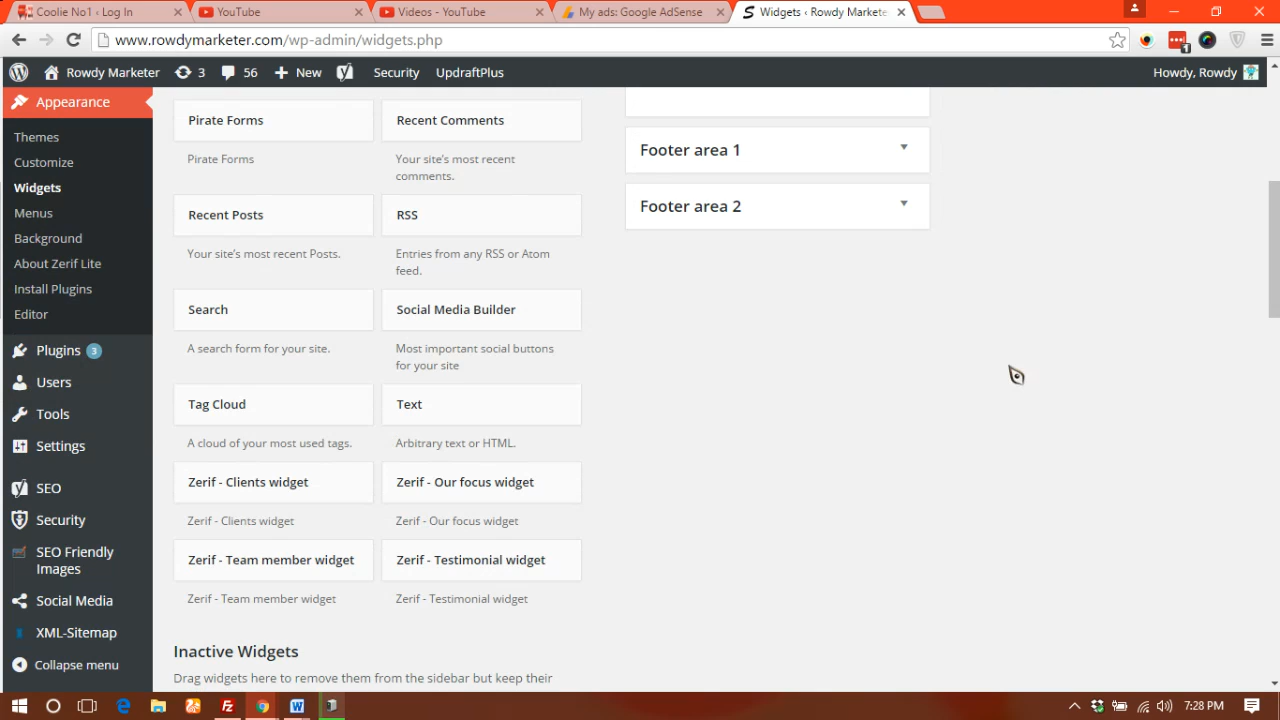 Coolie No1 ‹ Log In
YouTube
Videos - YouTube
My ads: Google AdSense
Widgets ‹ Rowdy Markete
www.rowdymarketer.com/wp-admin/widgets.php
1
Rowdy Marketer
3
56
New
Security
UpdraftPlus
Howdy, Rowdy
Appearance
Themes
Customize
Widgets
Menus
Background
About Zerif Lite
Install Plugins
Editor
Plugins 3
Users
Tools
Settings
SEO
Security
SEO Friendly
Images
Social Media
XML-Sitemap
Collapse menu
Pirate Forms
Pirate Forms
Recent Comments
Your site's most recent
comments.
Recent Posts
Your site's most recent Posts.
RSS
Entries from any RSS or Atom
feed.
Search
A search form for your site.
Social Media Builder
Most important social buttons
for your site
Tag Cloud
A cloud of your most used tags.
Text
Arbitrary text or HTML.
Zerif - Clients widget
Zerif - Clients widget
Zerif - Our focus widget
Zerif - Our focus widget
Zerif - Team member widget
Zerif - Team member widget
Zerif - Testimonial widget
Zerif - Testimonial widget
Inactive Widgets
Drag widgets here to remove them from the sidebar but keep their
Footer area 1
Footer area 2
7:28 PM